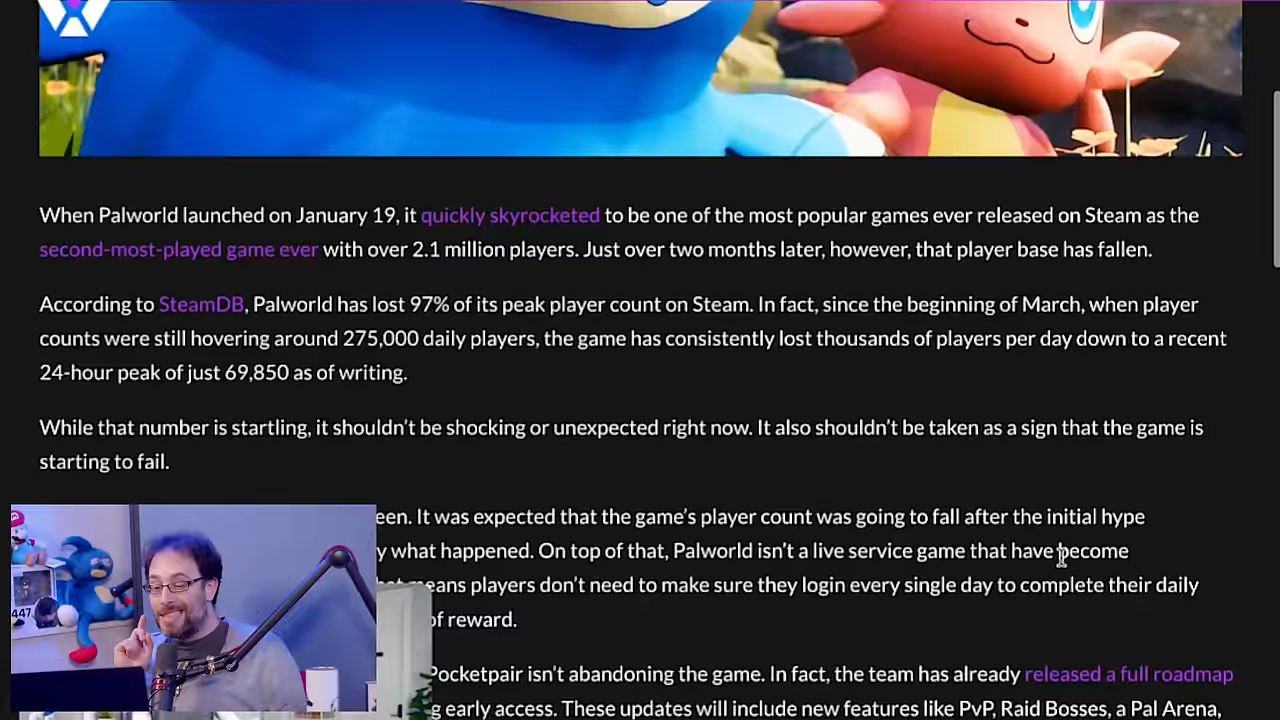 When Palworld launched on January 19, it quickly skyrocketed to be one of the most popular games ever released on Steam as the
second-most-played game ever with over 2.1 million players. Just over two months later, however, that player base has fallen.
According to SteamDB, Palworld has lost 97% of its peak player count on Steam. In fact, since the beginning of March, when player
counts were still hovering around 275,000 daily players, the game has consistently lost thousands of players per day down to a recent
24-hour peak of just 69,850 as of writing.
While that number is startling, it shouldn't be shocking or unexpected right now. It also shouldn't be taken as a sign that the game is
starting to fail.
een. It was expected that the game's player count was going to fall after the initial hype
y what happened. On top of that, Palworld isn't a live service game that have become
means players don't need to make sure they login every single day to complete their daily
of reward.
Pocketpair isn't abandoning the game. In fact, the team has already released a full roadmap
g early access. These updates will include new features like PvP, Raid Bosses, a Pal Arena,
447